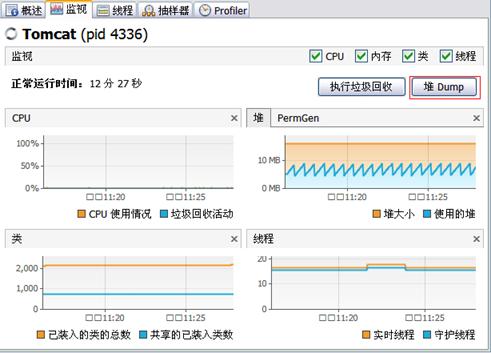 概述 监视 线程 抽样器 Profiler
Tomcat (pid 4336)
监视 CPU 内存 类 线程
正常运行时间：12 分 27 秒 执行垃圾回收 堆 Dump
CPU
100%
50%
0%
□□11:20 □□11:25
CPU 使用情况 垃圾回收活动
堆 PermGen
10 MB
0 MB
□□11:20 □□11:25
堆大小 使用的堆
类
2,000
1,000
0
□□11:20 □□11:25
已装入的类的总数 共享的已装入类数
线程
20
10
0
□□11:20 □□11:25
实时线程 守护线程